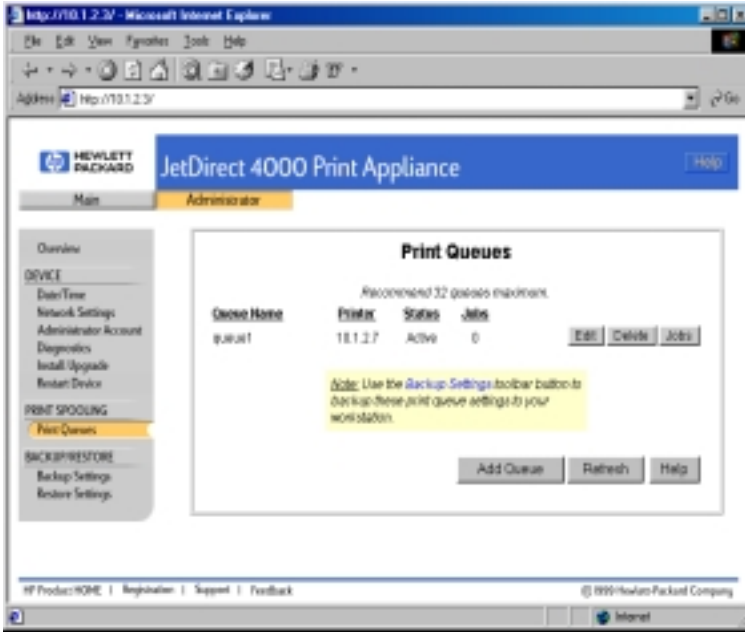 http://10.1.2.3/ - Microsoft Internet Explorer
File Edit View Favorites Tools Help
Address http://10.1.2.3/ Go
HEWLETT PACKARD
JetDirect 4000 Print Appliance
Help
Main
Administrator
Overview
DEVICE
Date/Time
Network Settings
Administrator Account
Diagnostics
Install/Upgrade
Restart Device
PRINT SPOOLING
Print Queues
BACKUP/RESTORE
Backup Settings
Restore Settings
Print Queues
Recommend 32 queues maximum.
Queue Name Printer Status Jobs
queue1 10.1.2.7 Active 0 Edit Delete Jobs
Note: Use the Backup Settings toolbar button to
backup these print queue settings to your
workstation.
Add Queue Refresh Help
HP Product HOME | Registration | Support | Feedback
© 1999 Hewlett-Packard Company
Internet